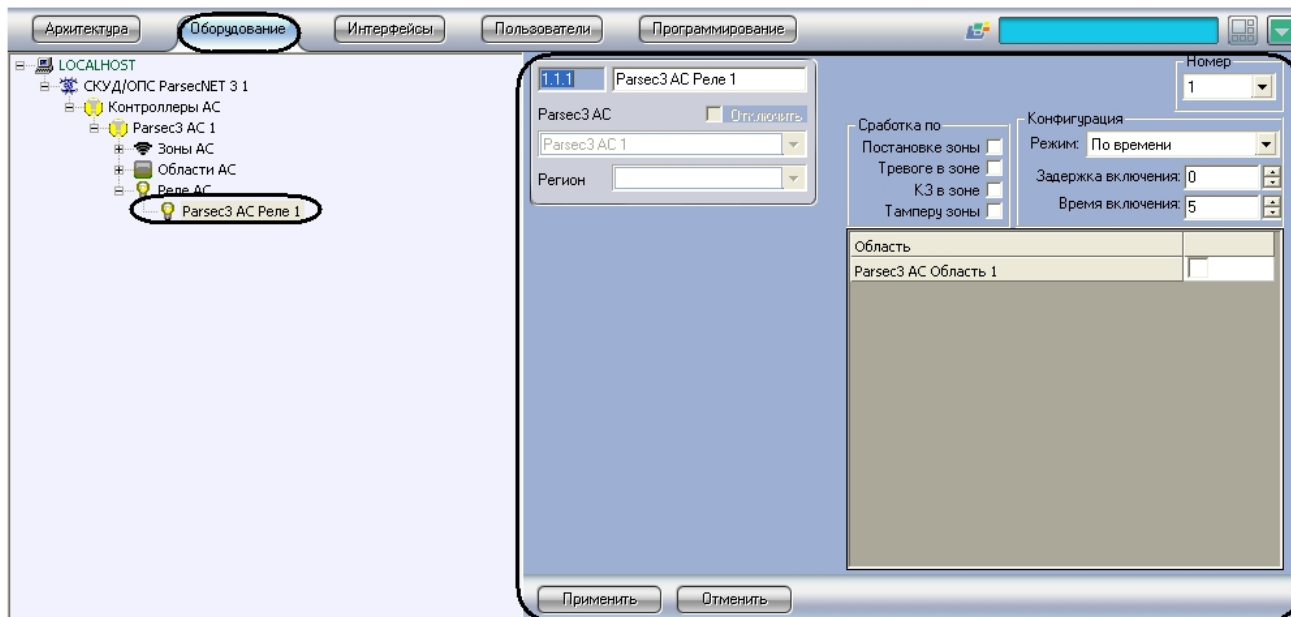 Архитектура Оборудование Интерфейсы Пользователи Программирование
LOCALHOST
СКУД/ОПС ParsecNET 3 1
Контроллеры АС
Parsec3 AC 1
Зоны АС
Области АС
Реле АС
Parsec3 AC Реле 1
1.1.1 Parsec3 AC Реле 1
Parsec3 AC Отключить
Parsec3 AC 1
Регион
Номер
1
Сработка по
Постановке зоны
Тревоге в зоне
КЗ в зоне
Тамперу зоны
Конфигурация
Режим: По времени
Задержка включения: 0
Время включения: 5
Область
Parsec3 AC Область 1
Применить Отменить